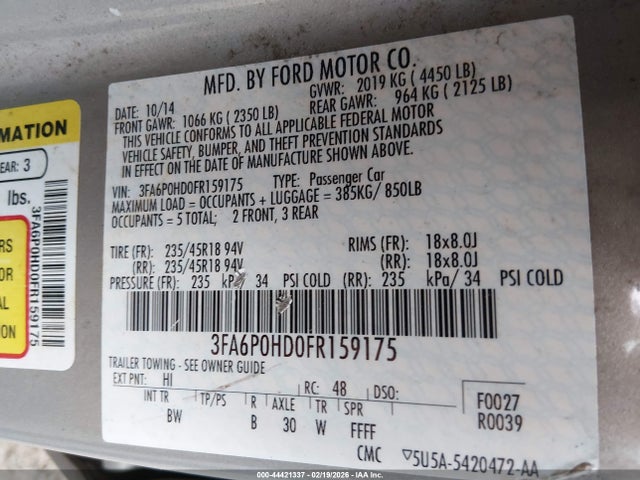 MFD. BY FORD MOTOR CO.
DATE: 10/14 GVWR: 2019 KG ( 4450 LB)
FRONT GAWR: 1066 KG ( 2350 LB) REAR GAWR: 964 KG ( 2125 LB)
THIS VEHICLE CONFORMS TO ALL APPLICABLE FEDERAL MOTOR
VEHICLE SAFETY, BUMPER, AND THEFT PREVENTION STANDARDS
IN EFFECT ON THE DATE OF MANUFACTURE SHOWN ABOVE.
VIN: 3FA6P0HD0FR159175 TYPE: Passenger Car
MAXIMUM LOAD = OCCUPANTS + LUGGAGE = 385KG/ 850LB
OCCUPANTS = 5 TOTAL; 2 FRONT, 3 REAR
TIRE (FR): 235/45R18 94V RIMS (FR): 18x8.0J
(RR): 235/45R18 94V (RR): 18x8.0J
PRESSURE (FR): 235 kPa/ 34 PSI COLD (RR): 235 kPa/ 34 PSI COLD
3FA6P0HD0FR159175
TRAILER TOWING - SEE OWNER GUIDE
EXT PNT: HI RC: 48 DSO: F0027
INT TR TP/PS R AXLE TR SPR R0039
BW B 30 W FFFF
CMC 5U5A-5420472-AA
RMATION
EAR: 3
lbs.
3FA6P0HD0FR159175
RS
OR
AL
ION
000-44421337 - 02/19/2026 - IAA Holdings, LLC